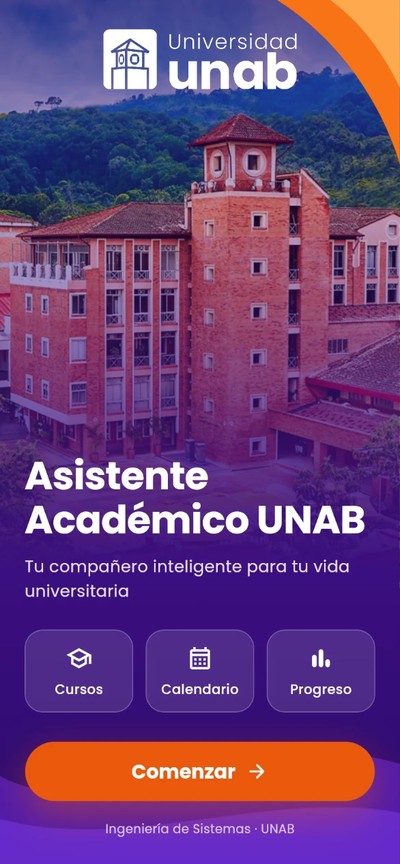 Universidad
unab
Asistente
Académico UNAB
Tu compañero inteligente para tu vida
universitaria
Cursos
Calendario
Progreso
Comenzar
Ingeniería de Sistemas · UNAB